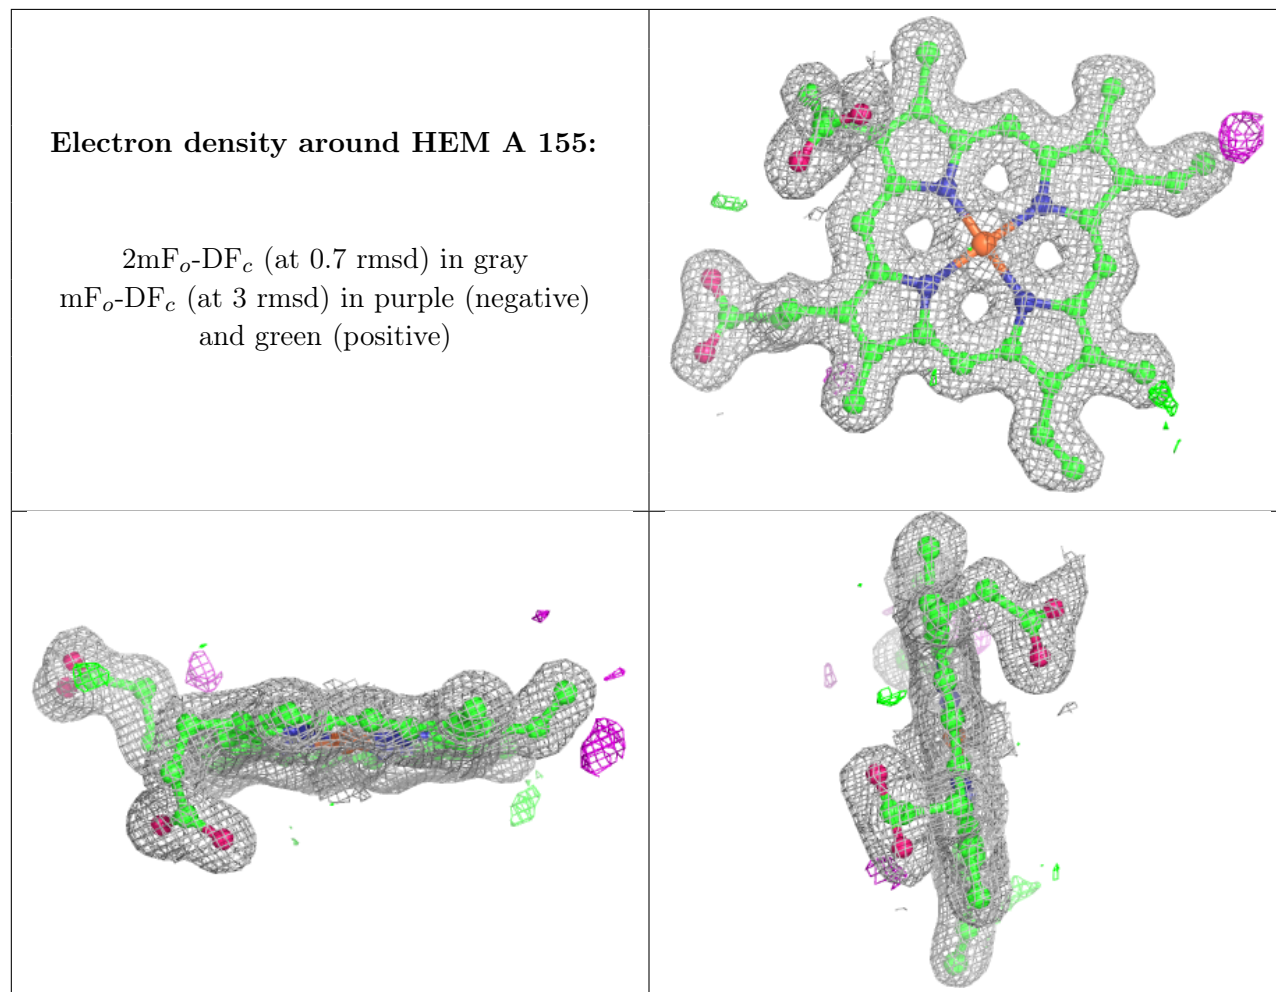 Electron density around HEM A 155:
2mFo-DFc (at 0.7 rmsd) in gray
mFo-DFc (at 3 rmsd) in purple (negative)
and green (positive)